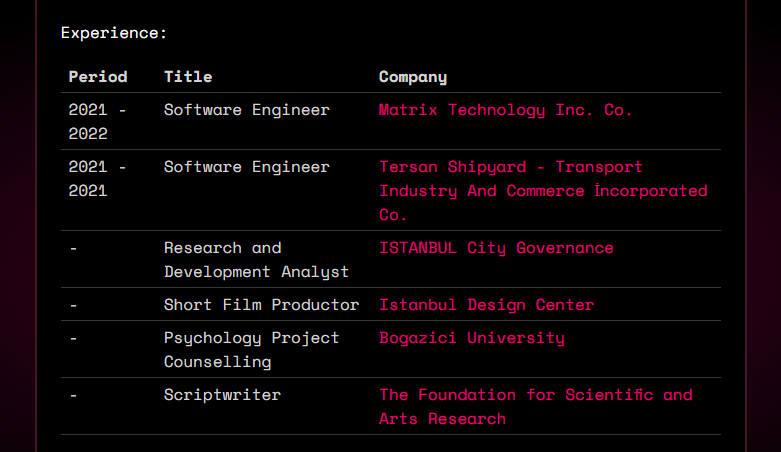 Experience:
Period Title Company
2021 - Software Engineer Matrix Technology Inc. Co.
2022
2021 - Software Engineer Tersan Shipyard - Transport
2021 Industry And Commerce İncorporated
Co.
- Research and ISTANBUL City Governance
Development Analyst
- Short Film Productor Istanbul Design Center
- Psychology Project Bogazici University
Counselling
- Scriptwriter The Foundation for Scientific and
Arts Research